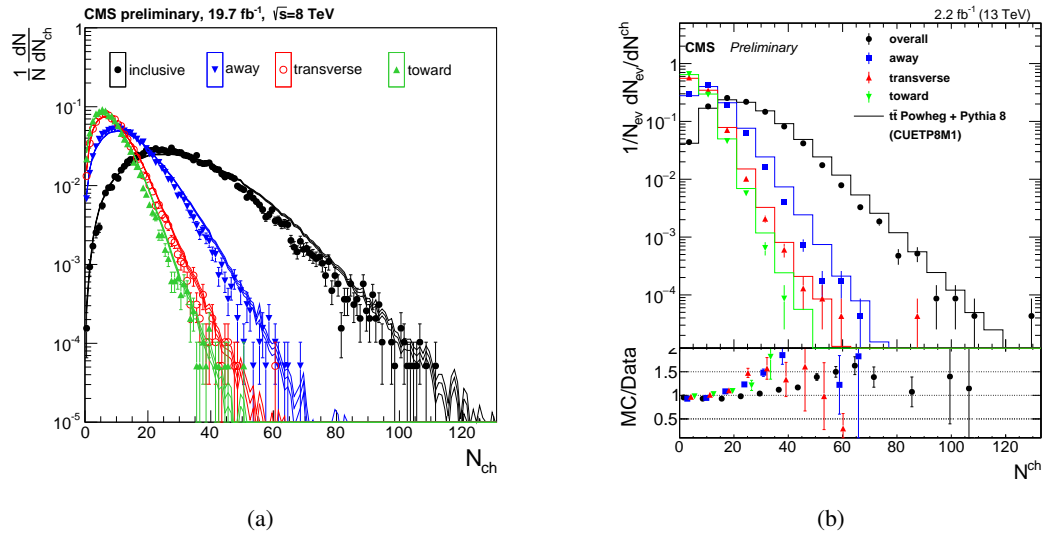 CMS preliminary, 19.7 fb⁻¹, √s=8 TeV
1/N dN/dN_ch
inclusive away transverse toward
1
10⁻¹
10⁻²
10⁻³
10⁻⁴
10⁻⁵
0 20 40 60 80 100 120
N_ch
(a)
2.2 fb⁻¹ (13 TeV)
CMS Preliminary
overall
away
transverse
toward
tt̄ Powheg + Pythia 8
(CUETP8M1)
1/N_ev dN_ev/dN^ch
1
10⁻¹
10⁻²
10⁻³
10⁻⁴
MC/Data
2
1.5
1
0.5
0 20 40 60 80 100 120
N^ch
(b)